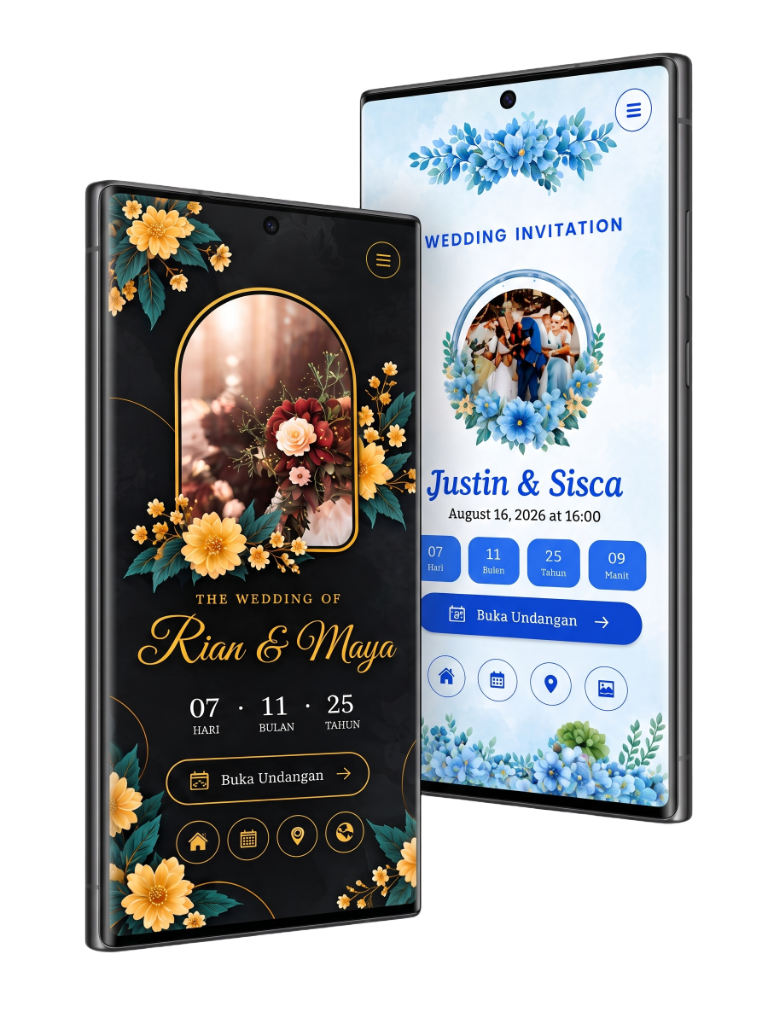 THE WEDDING OF
Rian & Maya
07 · 11 · 25
HARI BULAN TAHUN
Buka Undangan →
WEDDING INVITATION
Justin & Sisca
August 16, 2026 at 16:00
07 11 25 09
Hari Bulen Tahun Manit
Buka Undangan →